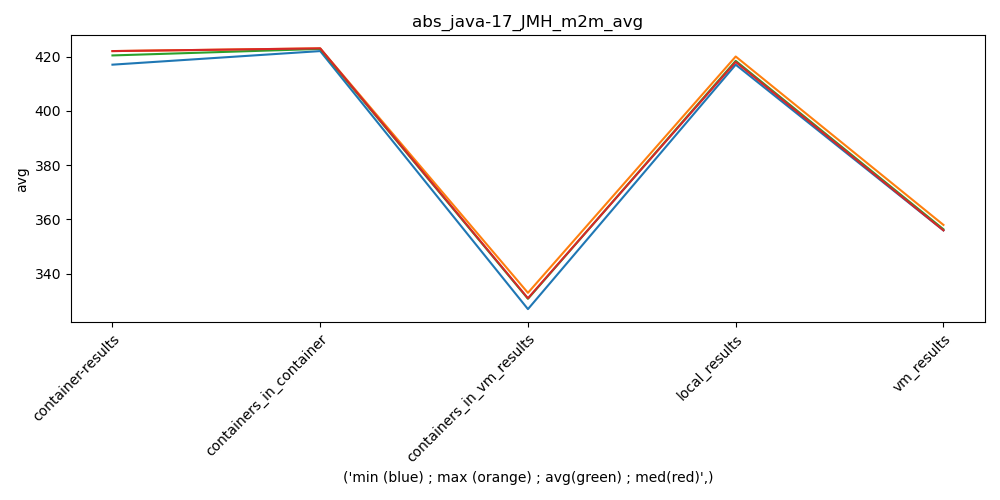 abs_java-17_JMH_m2m_avg
avg
420
400
380
360
340
container-results
containers_in_container
containers_in_vm_results
local_results
vm_results
('min (blue) ; max (orange) ; avg(green) ; med(red)',)